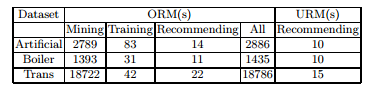 Dataset ORM(s) URM(s)
Mining Training Recommending All Recommending
Artificial 2789 83 14 2886 10
Boiler 1393 31 11 1435 10
Trans 18722 42 22 18786 15